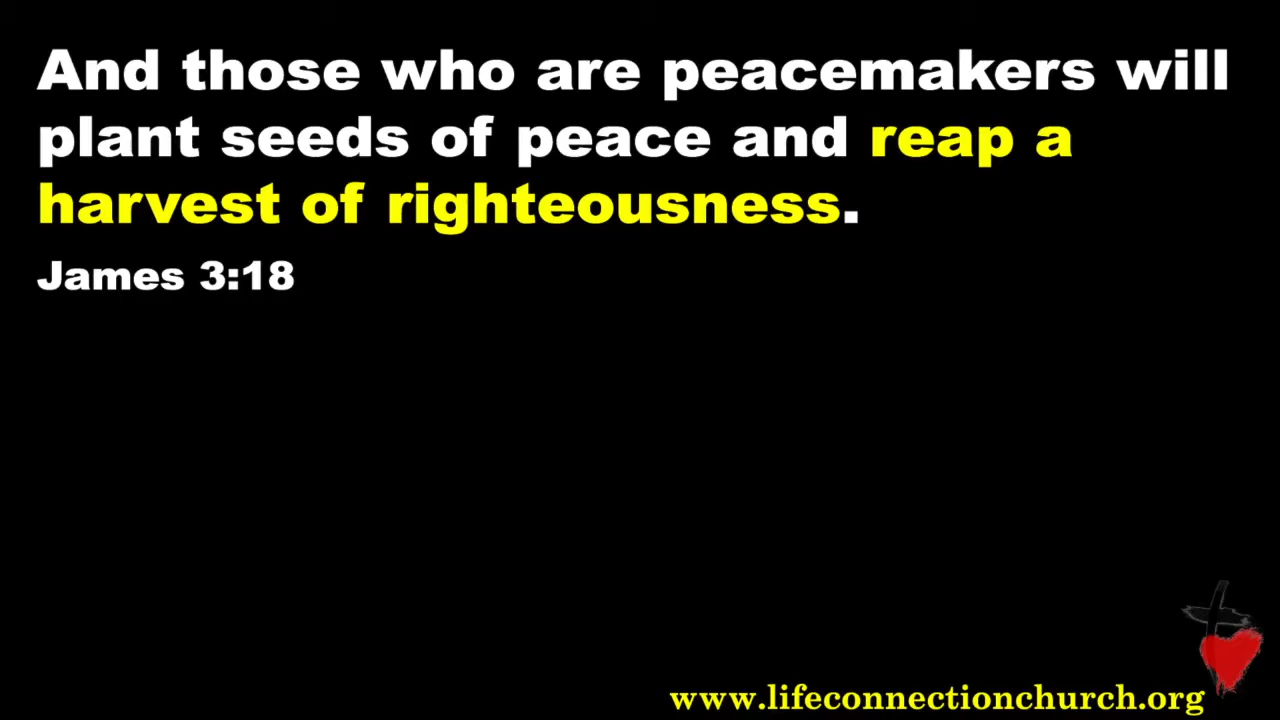 And those who are peacemakers will
plant seeds of peace and reap a
harvest of righteousness.
James 3:18
www.lifeconnectionchurch.org